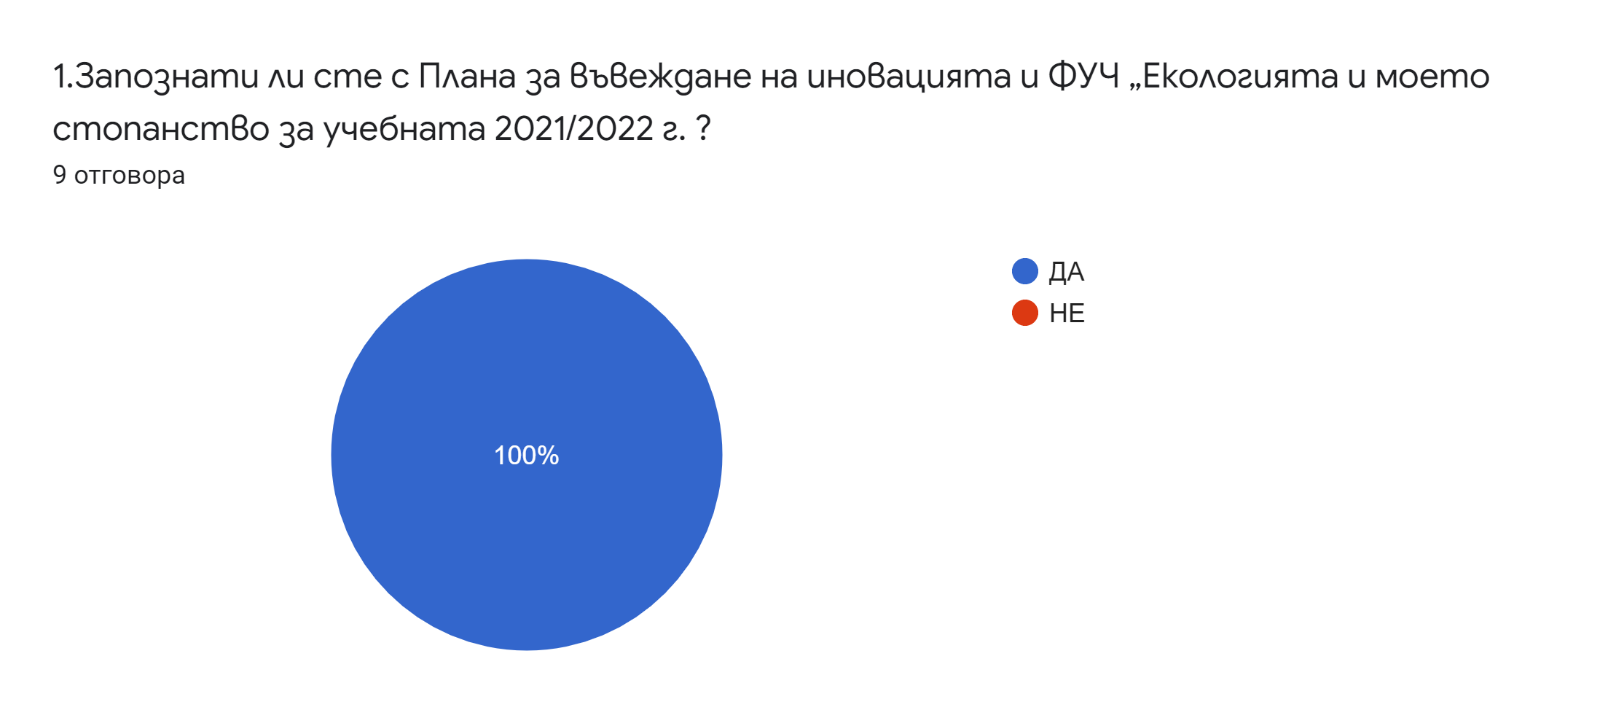 1.Запознати ли сте с Плана за въвеждане на иновацията и ФУЧ „Екологията и моето
стопанство за учебната 2021/2022 г. ?
9 отговора
ДА
НЕ
100%